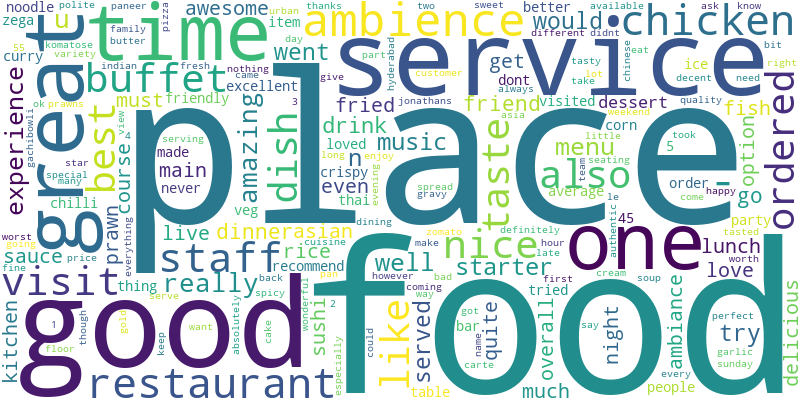 noodle
polite
paneer
awesome
thanks
two
sweet
better
available
ask
know
zega
u
time
pizza
urban
item
ambience
would
chicken
komatose
variety
family
butter
different
didnt
bit
55
great
indian
fresh
day
went
service
get
tasty
eat
right
curry
buffet
nothing
came
part
give
hyderabad
dont
take
lot
chinese
ice
decent
need
experience
ok
prawns
must
friendly
excellent
3
fried
jonathans
customer
always
friend
visited
dessert
quality
fish
ordered
gachibowli
best
view
amazing
dish
drink
music
taste
asia
weekend
corn
took
option
star
4
made
loved
n
menu
little
5
special
many
course
main
serving
long
enjoy
crispy
even
also
seating
team
order
-
go
happy
chilli
never
veg
thai
evening
spread
gravy
average
le
come
place
worst
going
prawn
everything
live
dinnerasian
dining
zomato
definitely
authentic
45
party
tasted
sauce
price
staff
rice
cuisine
make
nice
hour
late
one
lunch
worth
love
fine
visit
thing
really
back
recommend
pan
however
well
coming
bad
way
starter
first
cream
soup
delicious
kitchen
1
though
serve
gold
spicy
wonderful
sushi
2
like
served
got
bar
name
quite
tried
overall
say
night
ambiance
perfect
try
good
food
floor
keep
want
absolutely
cake
especially
could
carte
every
garlic
sunday
restaurant
table
much
people